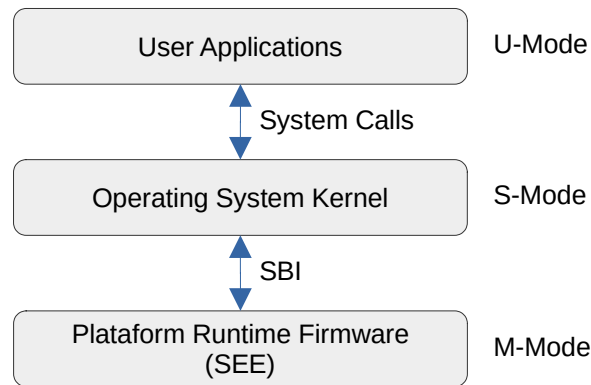 User Applications
U-Mode
System Calls
Operating System Kernel
S-Mode
SBI
Plataform Runtime Firmware
(SEE)
M-Mode